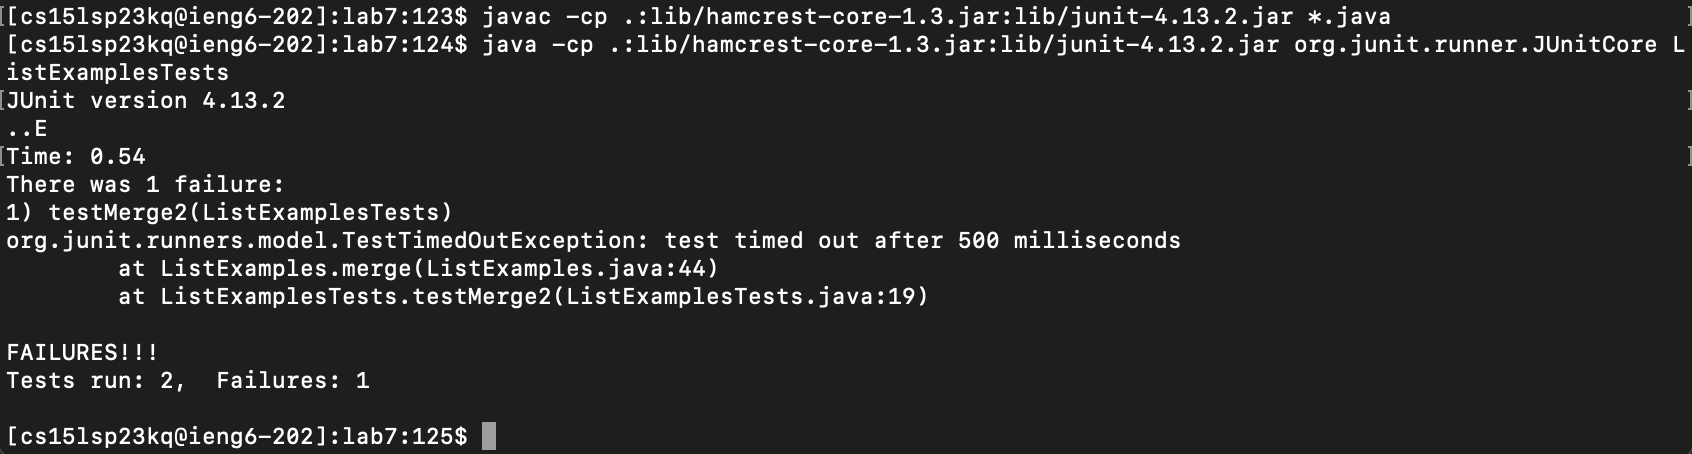 [cs15lsp23kq@ieng6-202]:lab7:123$ javac -cp .:lib/hamcrest-core-1.3.jar:lib/junit-4.13.2.jar *.java
[cs15lsp23kq@ieng6-202]:lab7:124$ java -cp .:lib/hamcrest-core-1.3.jar:lib/junit-4.13.2.jar org.junit.runner.JUnitCore L
istExamplesTests
JUnit version 4.13.2
..E
Time: 0.54
There was 1 failure:
1) testMerge2(ListExamplesTests)
org.junit.runners.model.TestTimedOutException: test timed out after 500 milliseconds
        at ListExamples.merge(ListExamples.java:44)
        at ListExamplesTests.testMerge2(ListExamplesTests.java:19)

FAILURES!!!
Tests run: 2,  Failures: 1

[cs15lsp23kq@ieng6-202]:lab7:125$